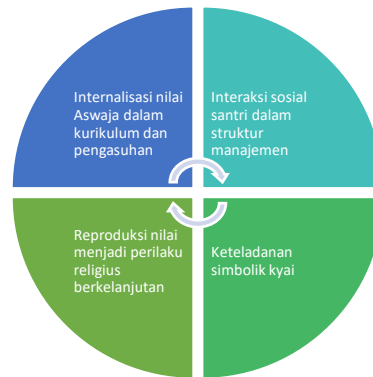 Internalisasi nilai
Aswaja dalam
kurikulum dan
pengasuhan
Interaksi sosial
santri dalam
struktur
manajemen
Reproduksi nilai
menjadi perilaku
religius
berkelanjutan
Keteladanan
simbolik kyai